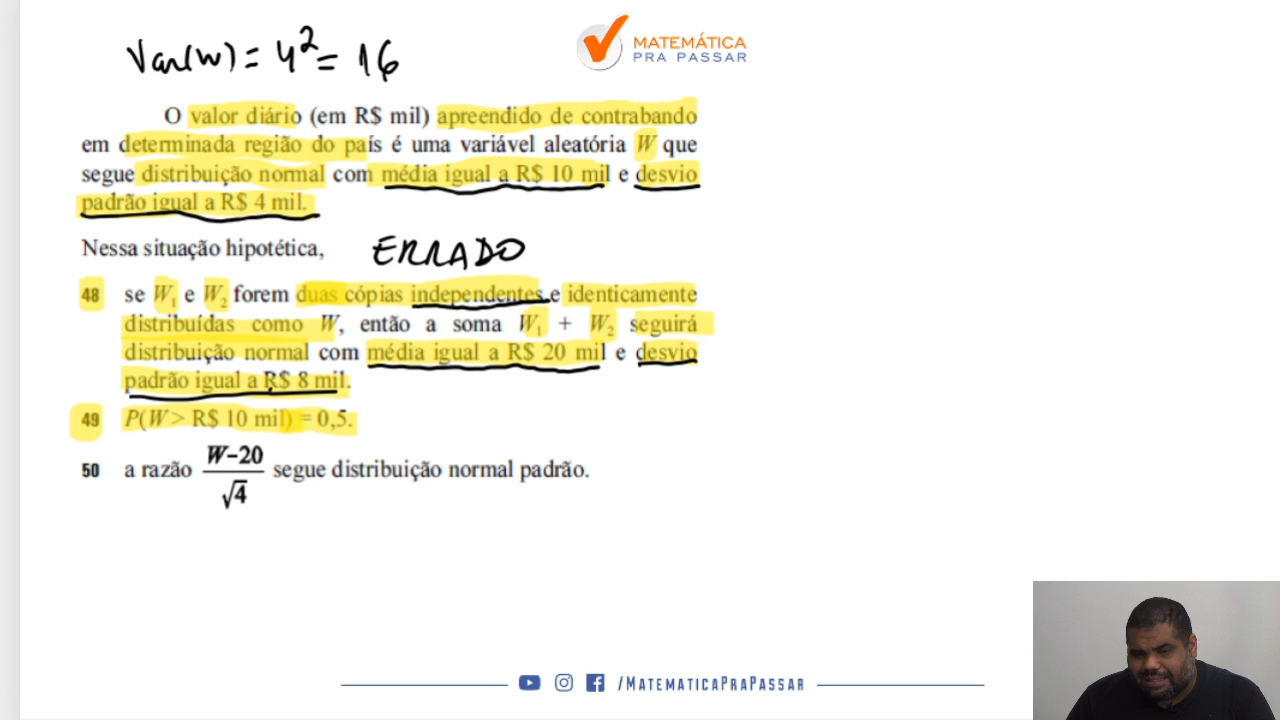 Var(W) = 4² = 16
MATEMÁTICA
PRA PASSAR
O valor diário (em R$ mil) apreendido de contrabando
em determinada região do país é uma variável aleatória W que
segue distribuição normal com média igual a R$ 10 mil e desvio
padrão igual a R$ 4 mil.
Nessa situação hipotética,
ERRADO
48 se W₁ e W₂ forem duas cópias independentes e identicamente
distribuídas como W, então a soma W₁ + W₂ seguirá
distribuição normal com média igual a R$ 20 mil e desvio
padrão igual a R$ 8 mil.
49 P(W > R$ 10 mil) = 0,5.
50 a razão W–20/√4 segue distribuição normal padrão.
/MATEMATICAPRAPASSAR